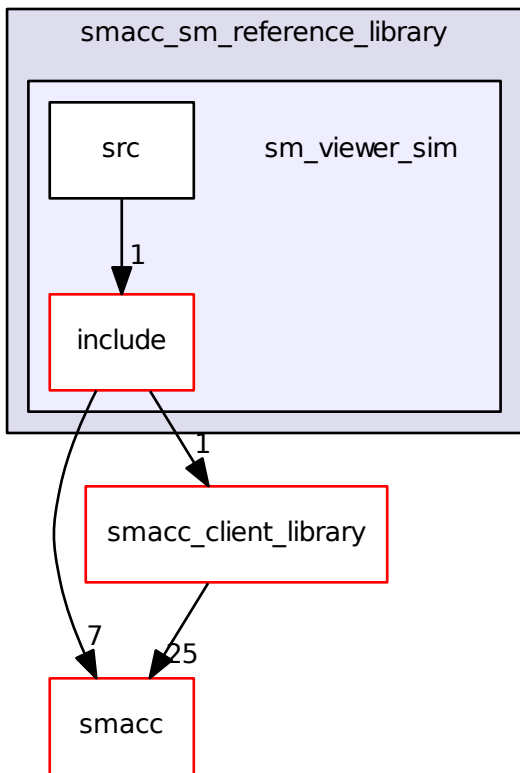 smacc_sm_reference_library
src
sm_viewer_sim
1
include
1
smacc_client_library
7
25
smacc